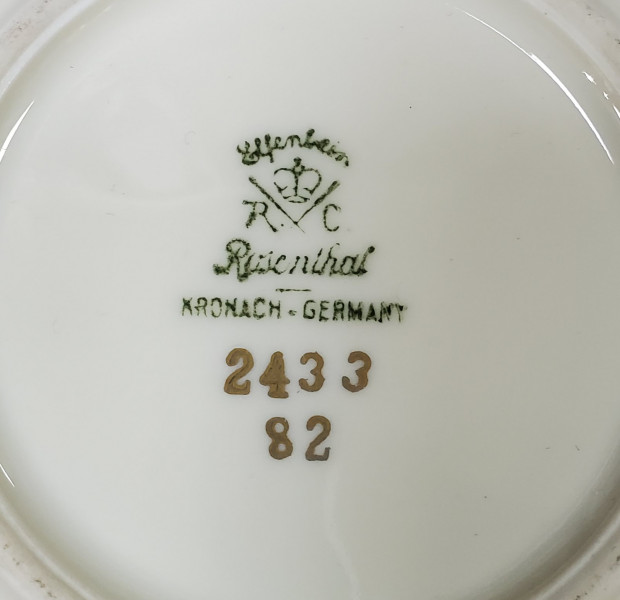 Elfenbein
R. C
Rosenthal
KRONACH - GERMANY
2433
82